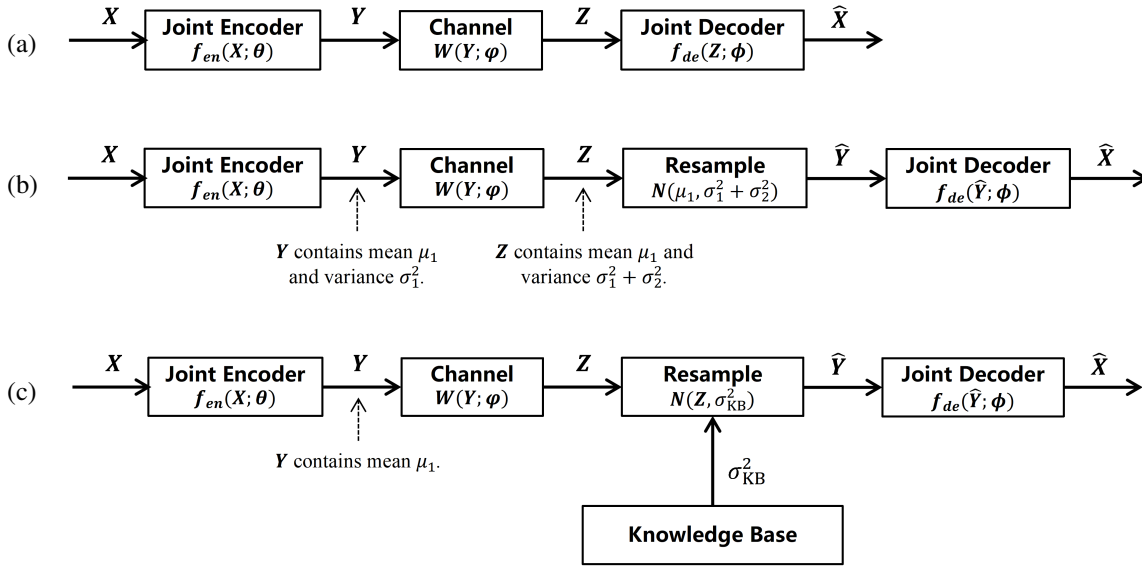 X Y Z X̂
(a) Joint Encoder Channel Joint Decoder
f_en(X; θ) W(Y; φ) f_de(Z; ϕ)
X Y Z Ŷ X̂
(b) Joint Encoder Channel Resample Joint Decoder
f_en(X; θ) W(Y; φ) N(μ₁, σ₁² + σ₂²) f_de(Ŷ; ϕ)
Y contains mean μ₁ Z contains mean μ₁ and
and variance σ₁². variance σ₁² + σ₂².
X Y Z Ŷ X̂
(c) Joint Encoder Channel Resample Joint Decoder
f_en(X; θ) W(Y; φ) N(Z, σ²_KB) f_de(Ŷ; ϕ)
Y contains mean μ₁.
σ²_KB
Knowledge Base